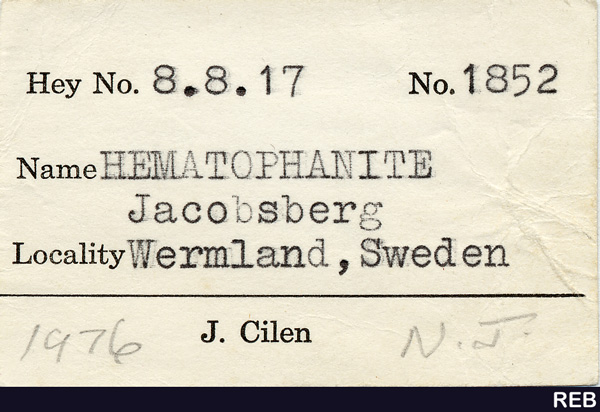 Hey No. 8.8.17 No. 1852
Name HEMATOPHANITE
Jacobsberg
Locality Wermland, Sweden
1976 J. Cilen N.J.
REB